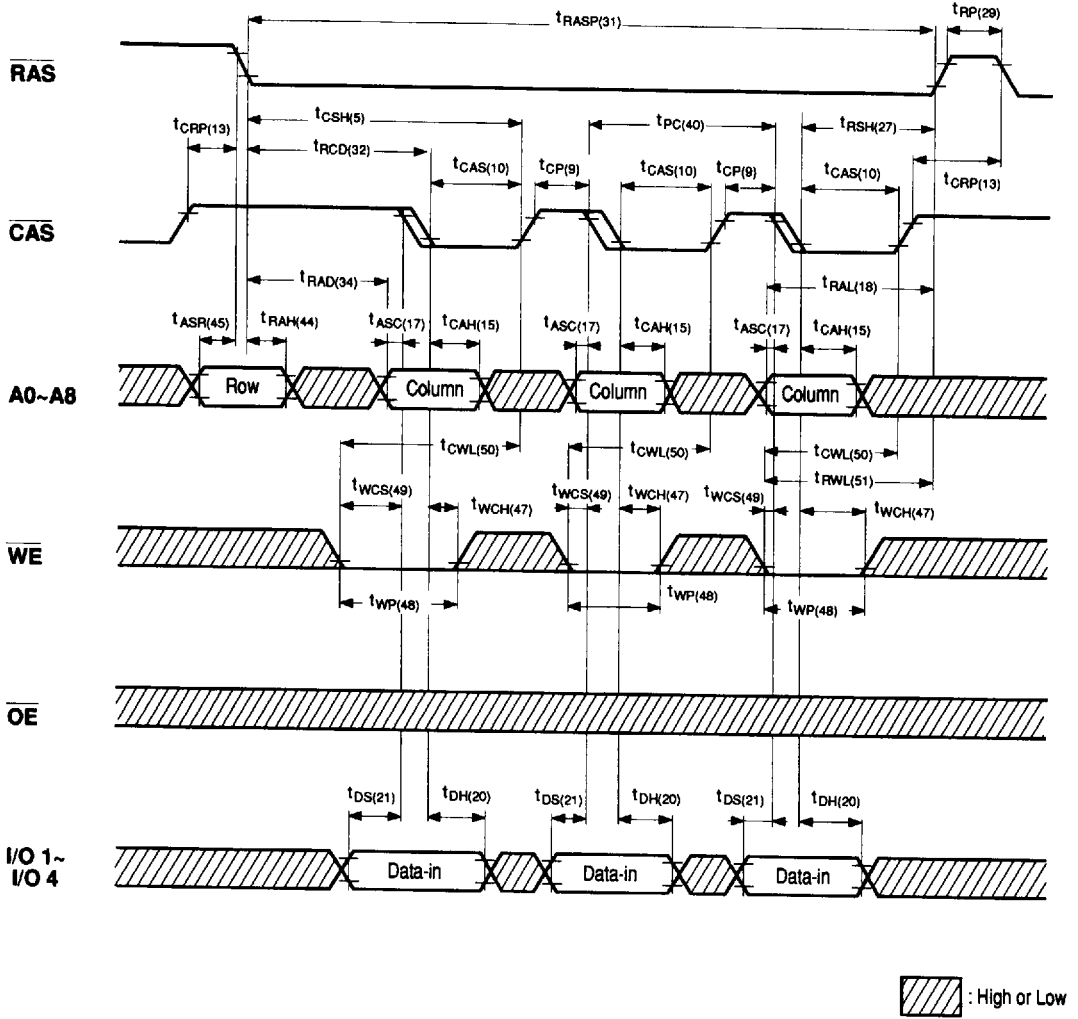 tRASP(31)
tRP(29)
RAS
tCRP(13)
tCSH(5)
tPC(40)
tRSH(27)
tRCD(32)
tCAS(10)
tCP(9)
tCAS(10)
tCP(9)
tCAS(10)
tCRP(13)
CAS
tRAD(34)
tRAL(18)
tASR(45)
tRAH(44)
tASC(17)
tCAH(15)
tASC(17)
tCAH(15)
tASC(17)
tCAH(15)
A0~A8
Row
Column
Column
Column
tCWL(50)
tCWL(50)
tCWL(50)
tRWL(51)
tWCS(49)
tWCH(47)
tWCS(49)
tWCH(47)
tWCS(49)
tWCH(47)
WE
tWP(48)
tWP(48)
tWP(48)
OE
tDS(21)
tDH(20)
tDS(21)
tDH(20)
tDS(21)
tDH(20)
I/O 1~
I/O 4
Data-in
Data-in
Data-in
: High or Low